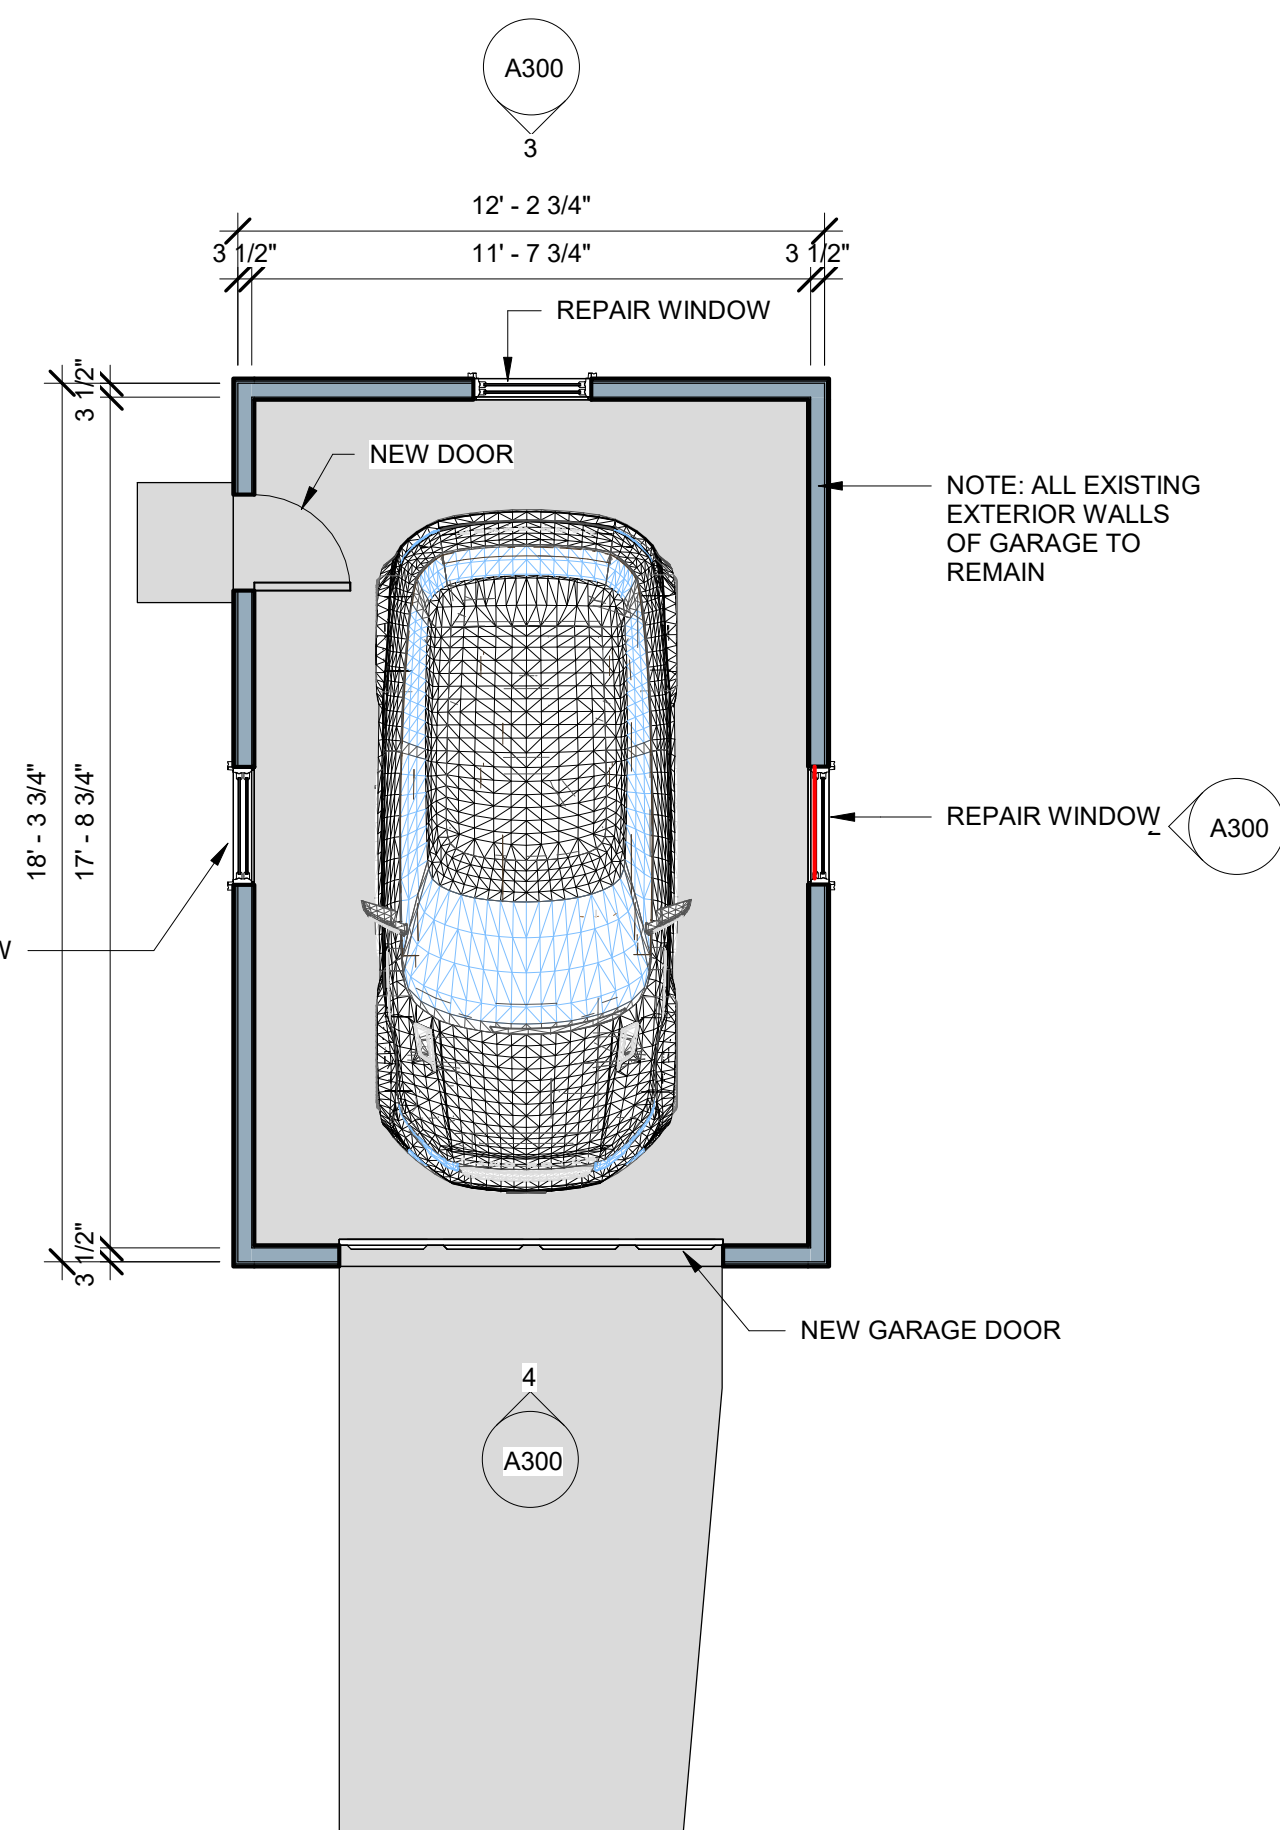 A300
3
12' - 2 3/4"
3 1/2"
11' - 7 3/4"
3 1/2"
REPAIR WINDOW
3 1/2"
NEW DOOR
NOTE: ALL EXISTING
EXTERIOR WALLS
OF GARAGE TO
REMAIN
18' - 3 3/4"
17' - 8 3/4"
REPAIR WINDOW
A300
3 1/2"
NEW GARAGE DOOR
4
A300